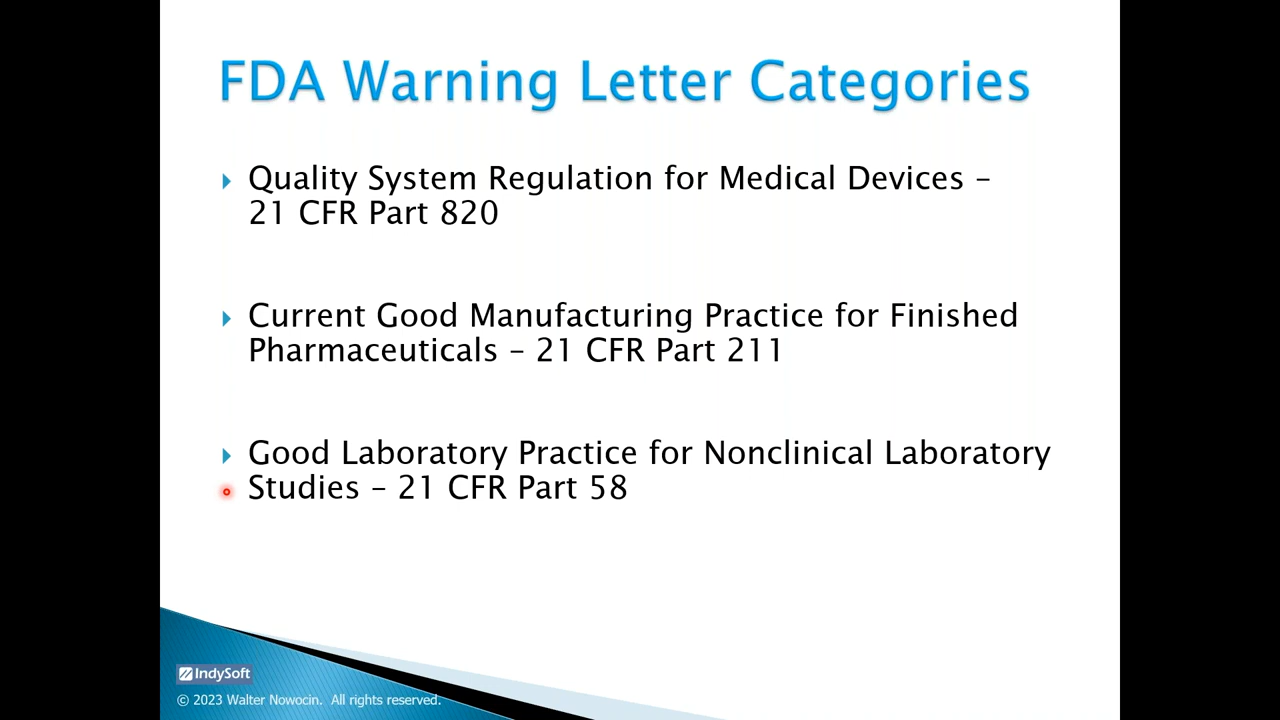 FDA Warning Letter Categories
Quality System Regulation for Medical Devices –
21 CFR Part 820
Current Good Manufacturing Practice for Finished
Pharmaceuticals – 21 CFR Part 211
Good Laboratory Practice for Nonclinical Laboratory
Studies – 21 CFR Part 58
IndySoft
© 2023 Walter Nowocin. All rights reserved.